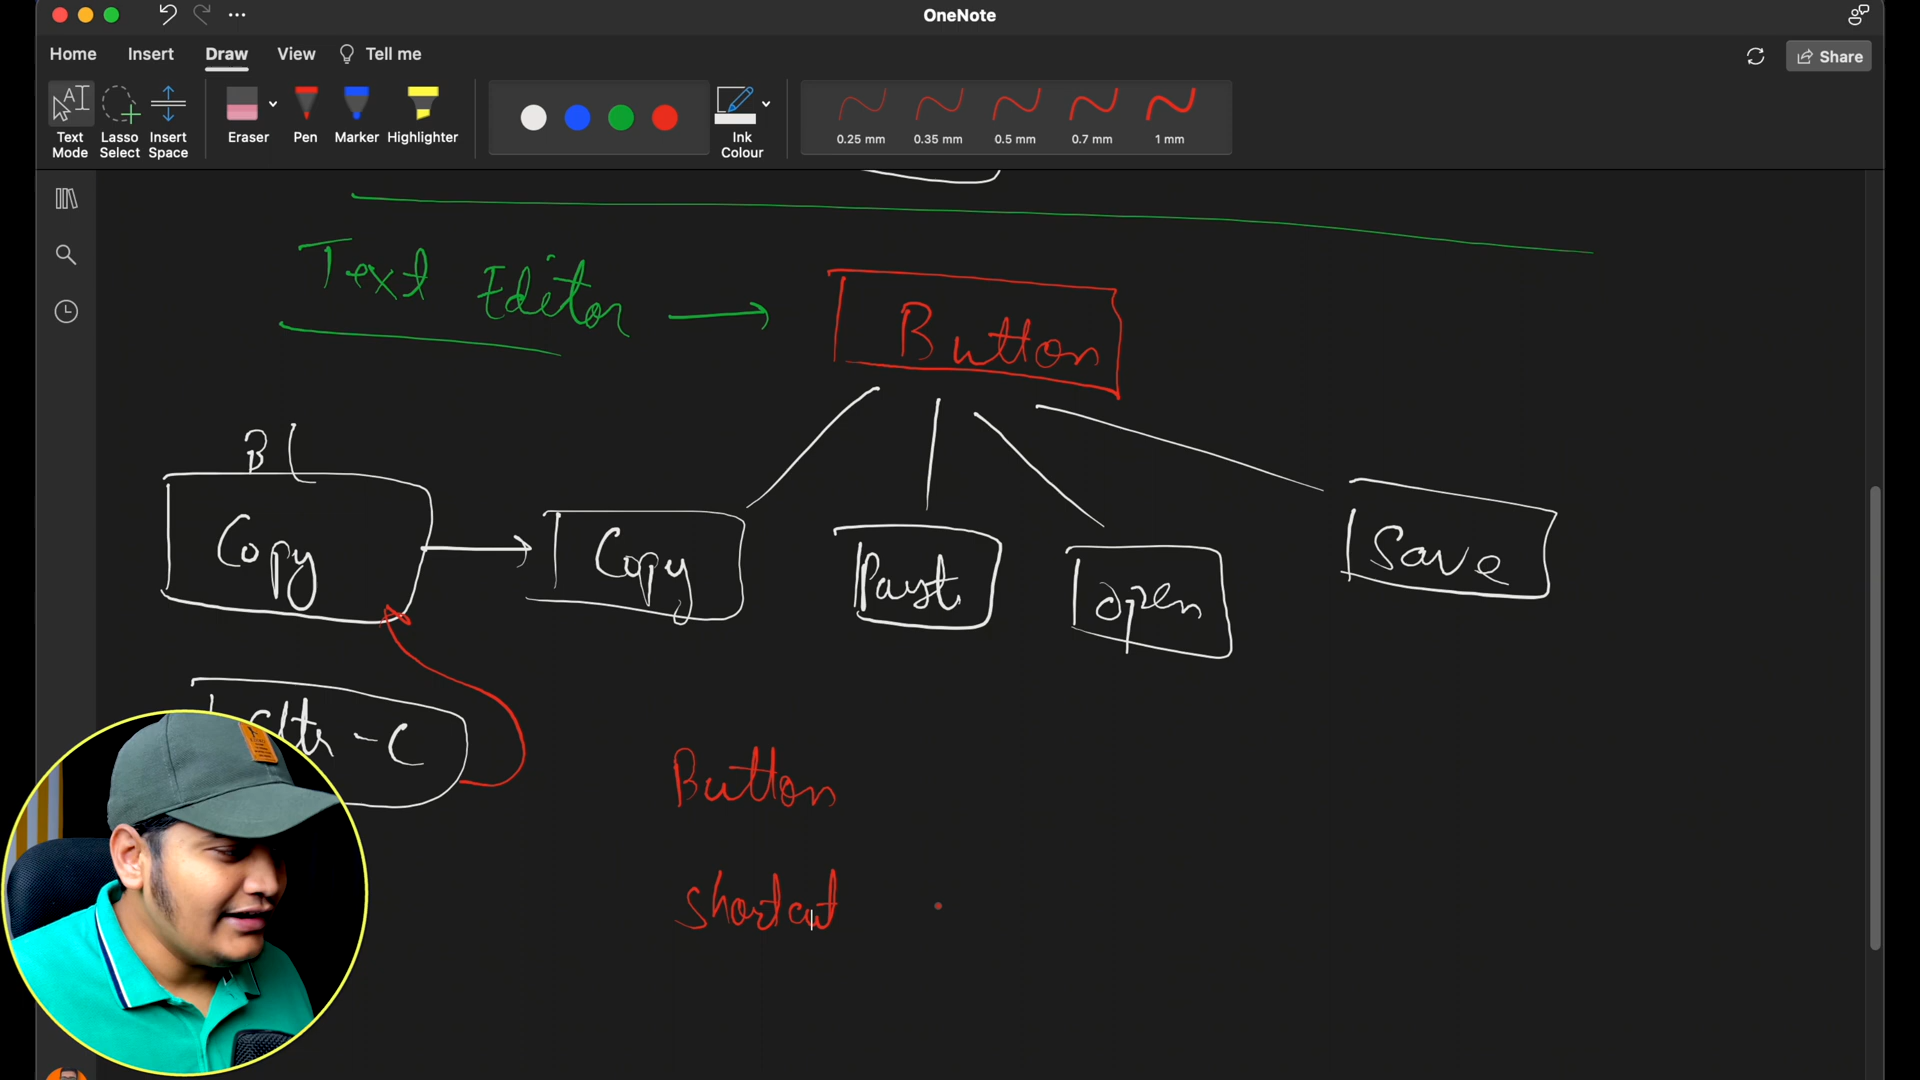 OneNote
Home Insert Draw View Tell me
Share
Text Mode
Lasso Select
Insert Space
Eraser
Pen
Marker
Highlighter
Ink Colour
0.25 mm
0.35 mm
0.5 mm
0.7 mm
1 mm
Text Editor
Button
BL
Copy
Copy
Past
open
Save
- C
Button
Shortcut